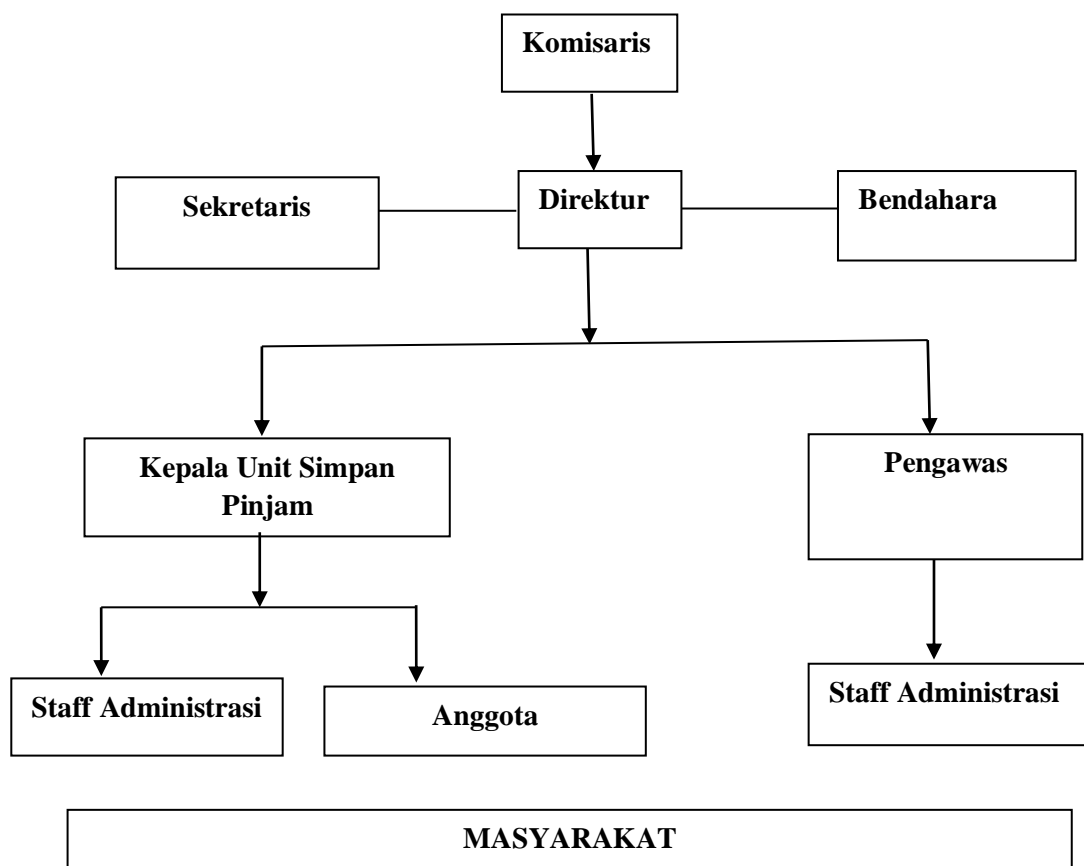 Komisaris
Sekretaris
Direktur
Bendahara
Kepala Unit Simpan
Pinjam
Pengawas
Staff Administrasi
Anggota
Staff Administrasi
MASYARAKAT